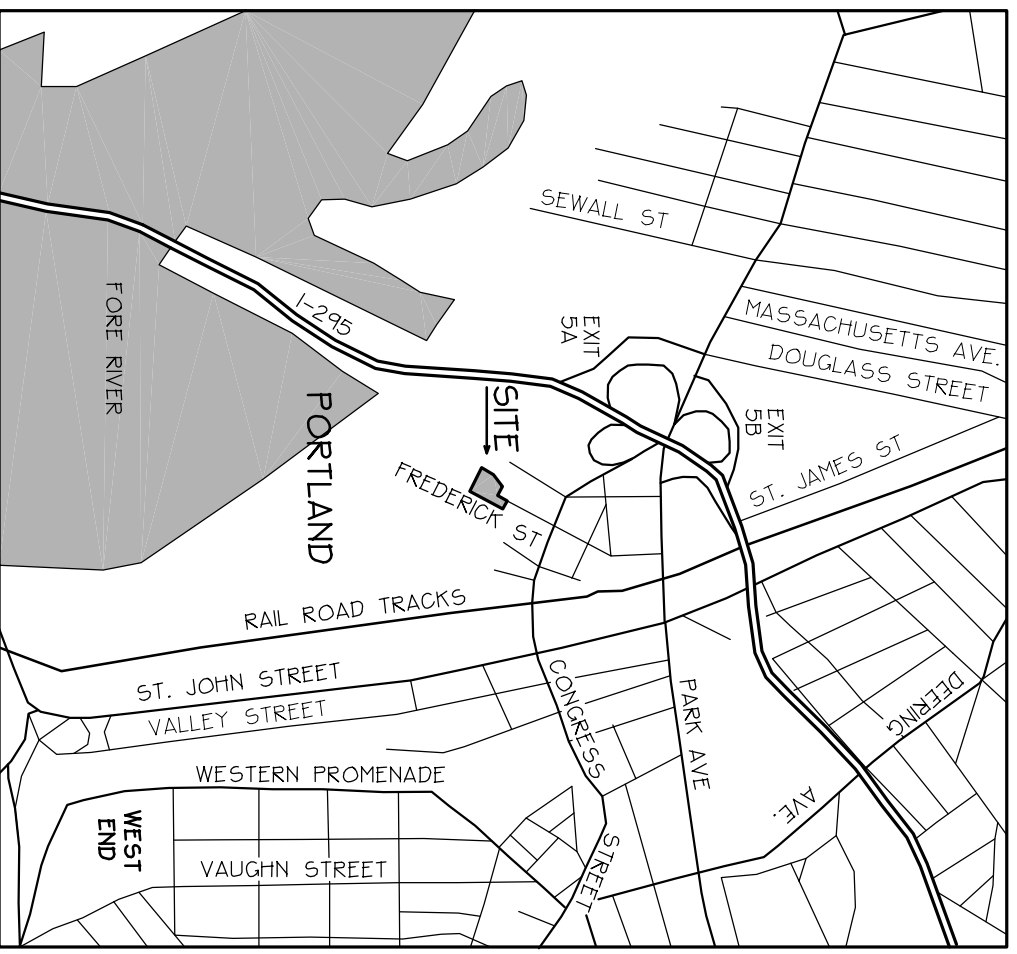 SEWALL ST
MASSACHUSETTS AVE.
DOUGLASS STREET
FORE RIVER
I-295
EXIT
5A
EXIT
5B
SITE
PORTLAND
ST. JAMES ST
FREDERICK ST
RAIL ROAD TRACKS
ST. JOHN STREET
VALLEY STREET
CONGRESS
STREET
PARK AVE
DEERING
AVE.
WESTERN PROMENADE
WEST
END
VAUGHN STREET